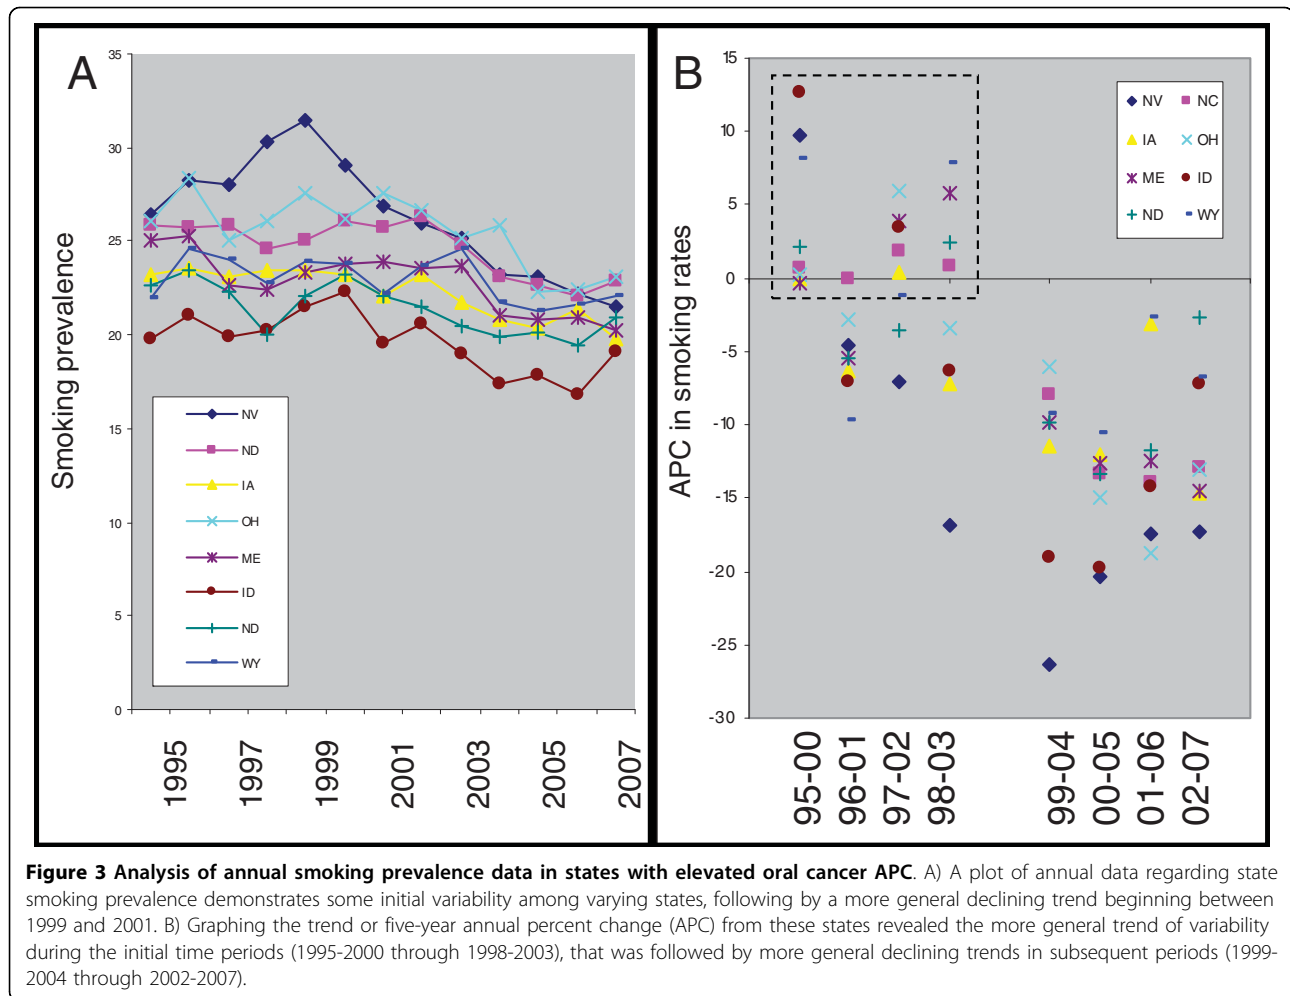 A
35
30
25
20
15
10
5
0
Smoking prevalence
NV
ND
IA
OH
ME
ID
ND
WY
1995
1997
1999
2001
2003
2005
2007
B
15
10
5
0
-5
-10
-15
-20
-25
-30
APC in smoking rates
NV NC
IA OH
ME ID
ND WY
95-00
96-01
97-02
98-03
99-04
00-05
01-06
02-07
Figure 3 Analysis of annual smoking prevalence data in states with elevated oral cancer APC. A) A plot of annual data regarding state
smoking prevalence demonstrates some initial variability among varying states, following by a more general declining trend beginning between
1999 and 2001. B) Graphing the trend or five-year annual percent change (APC) from these states revealed the more general trend of variability
during the initial time periods (1995-2000 through 1998-2003), that was followed by more general declining trends in subsequent periods (1999-
2004 through 2002-2007).